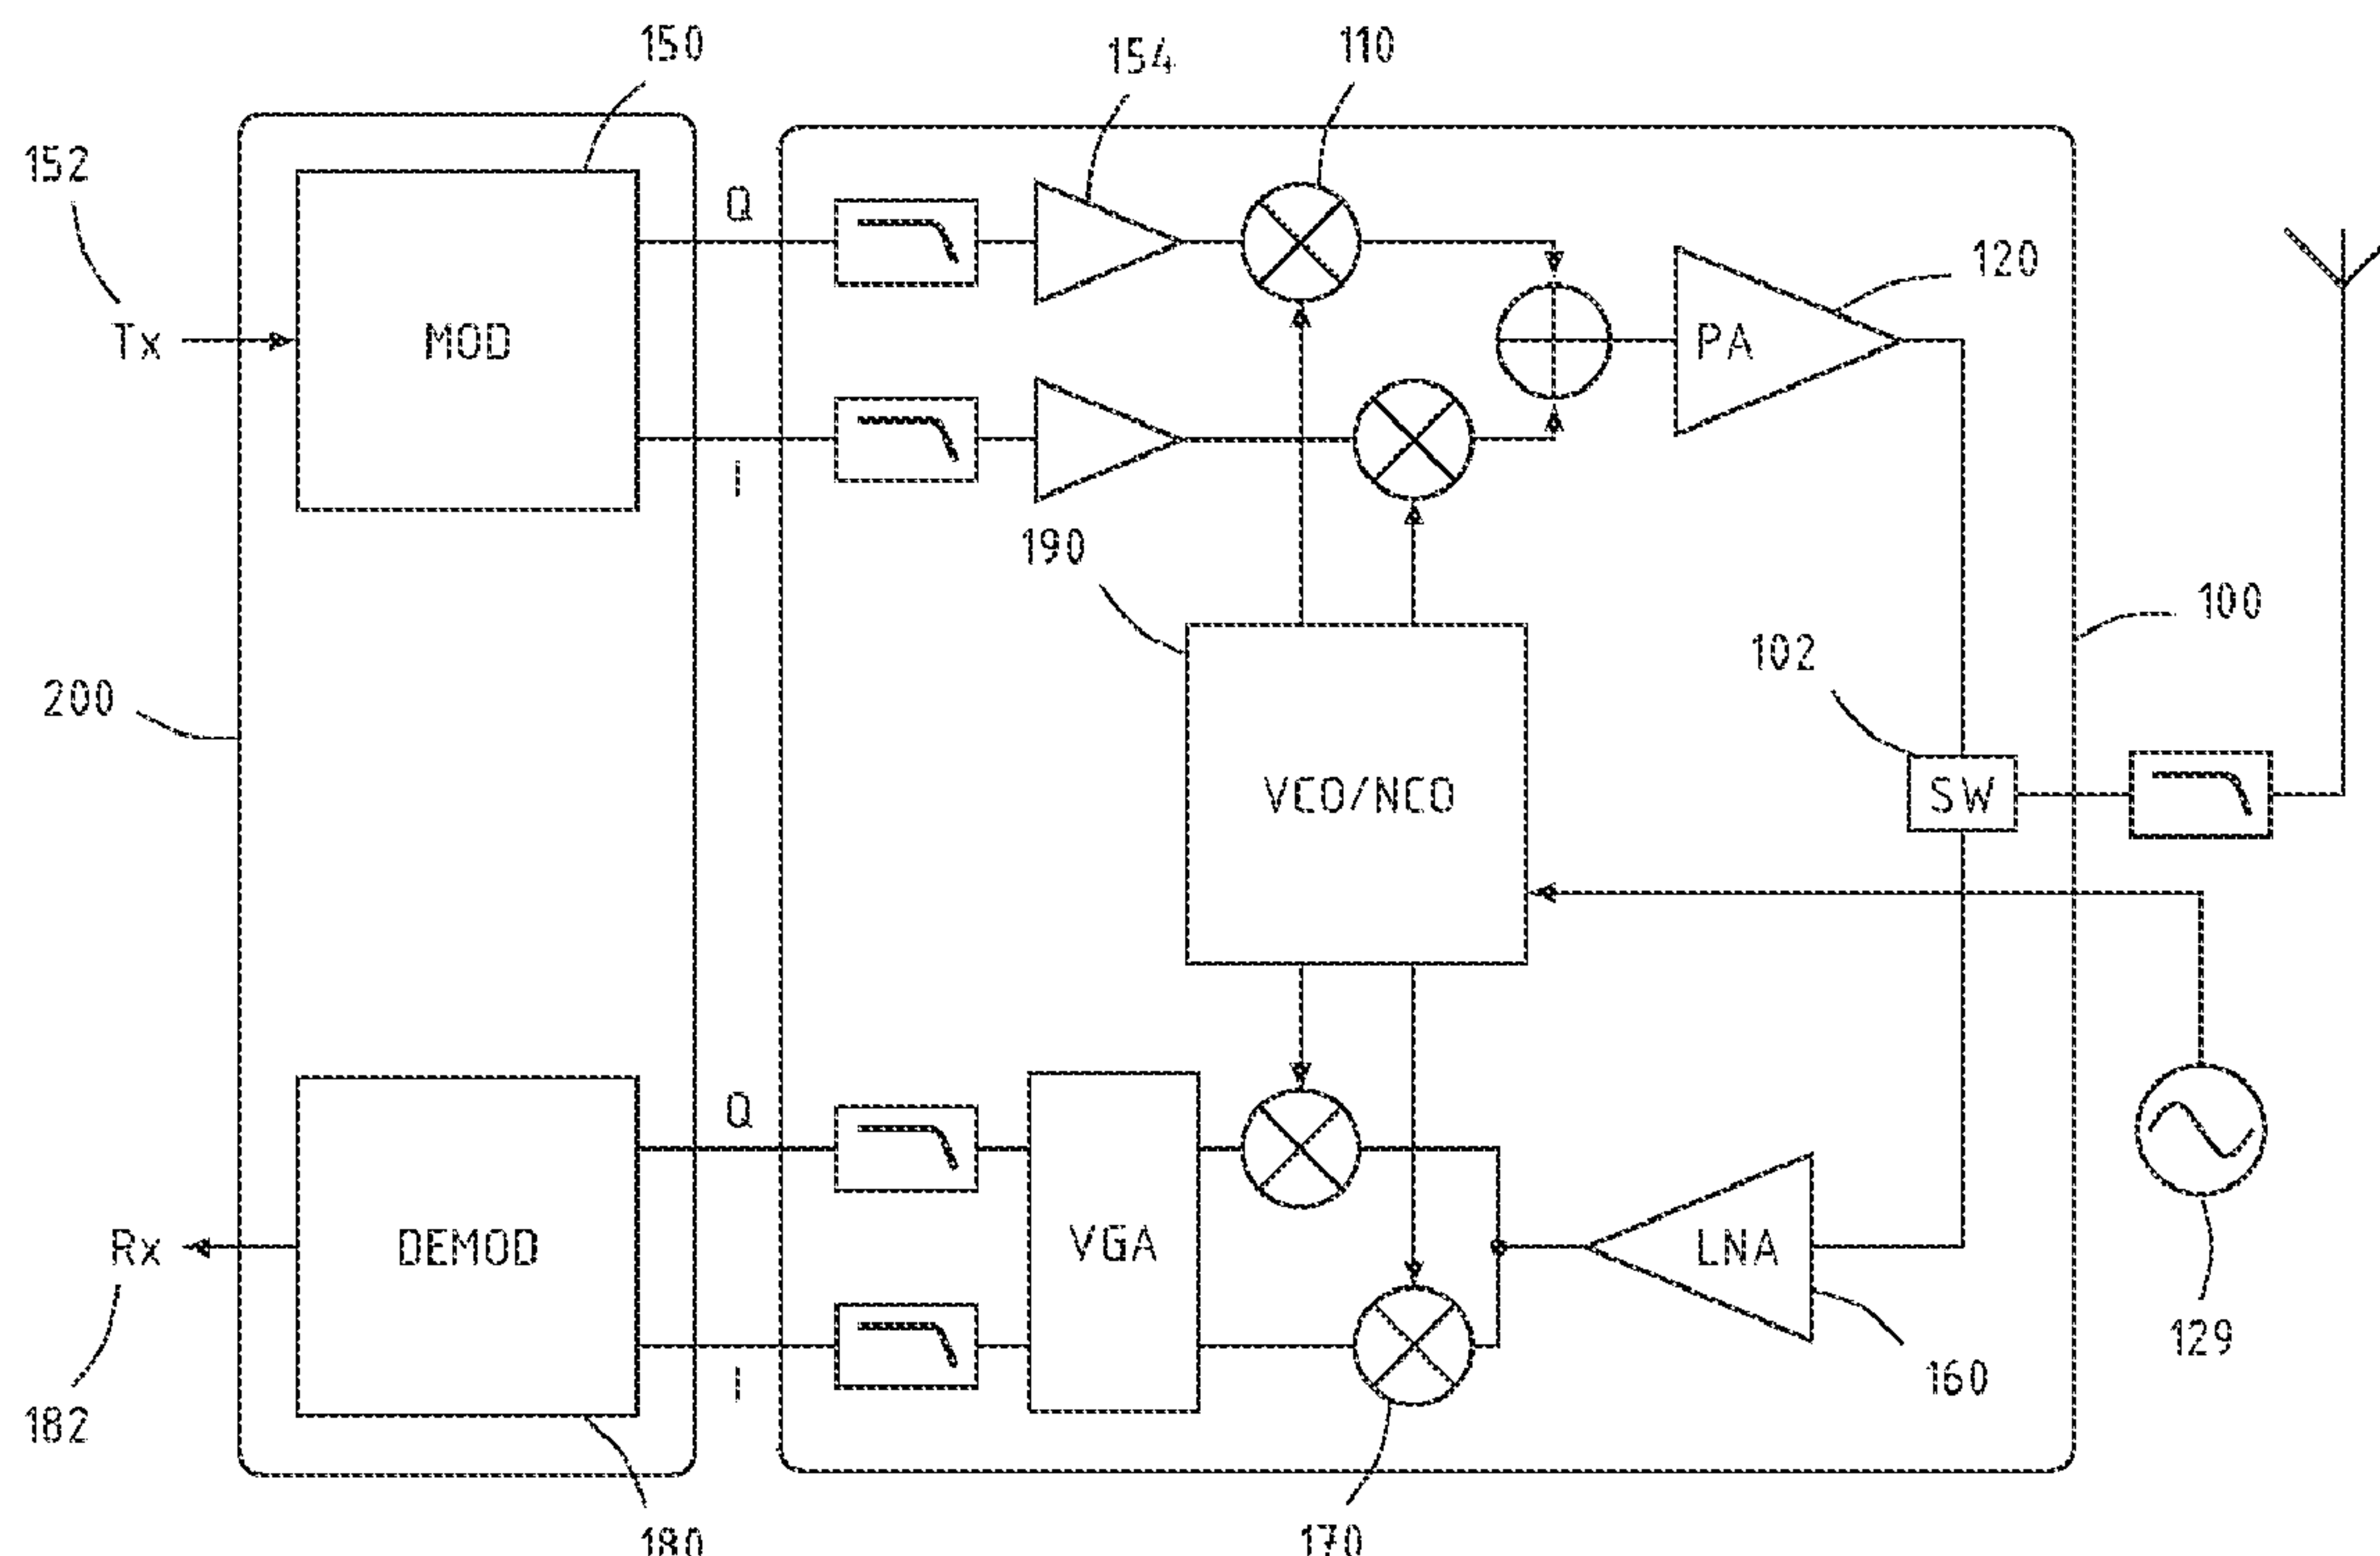 150
154
110
152
Q
120
Tx
MOD
PA
I
190
100
102
200
VCO/NCO
SW
Q
Rx
DEMOD
VGA
LNA
129
I
160
182
180
170